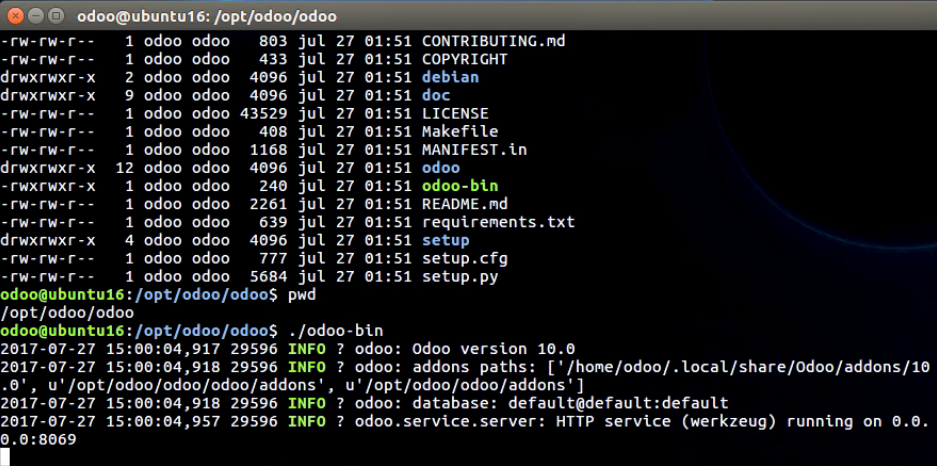 odoo@ubuntu16: /opt/odoo/odoo
-rw-rw-r--   1 odoo odoo   803 jul 27 01:51 CONTRIBUTING.md
-rw-rw-r--   1 odoo odoo   433 jul 27 01:51 COPYRIGHT
drwxrwxr-x   2 odoo odoo  4096 jul 27 01:51 debian
drwxrwxr-x   9 odoo odoo  4096 jul 27 01:51 doc
-rw-rw-r--   1 odoo odoo 43529 jul 27 01:51 LICENSE
-rw-rw-r--   1 odoo odoo   408 jul 27 01:51 Makefile
-rw-rw-r--   1 odoo odoo  1168 jul 27 01:51 MANIFEST.in
drwxrwxr-x  12 odoo odoo  4096 jul 27 01:51 odoo
-rwxrwxr-x   1 odoo odoo   240 jul 27 01:51 odoo-bin
-rw-rw-r--   1 odoo odoo  2261 jul 27 01:51 README.md
-rw-rw-r--   1 odoo odoo   639 jul 27 01:51 requirements.txt
drwxrwxr-x   4 odoo odoo  4096 jul 27 01:51 setup
-rw-rw-r--   1 odoo odoo   777 jul 27 01:51 setup.cfg
-rw-rw-r--   1 odoo odoo  5684 jul 27 01:51 setup.py
odoo@ubuntu16:/opt/odoo/odoo$ pwd
/opt/odoo/odoo
odoo@ubuntu16:/opt/odoo/odoo$ ./odoo-bin
2017-07-27 15:00:04,917 29596 INFO ? odoo: Odoo version 10.0
2017-07-27 15:00:04,918 29596 INFO ? odoo: addons paths: ['/home/odoo/.local/share/Odoo/addons/10
.0', u'/opt/odoo/odoo/odoo/addons', u'/opt/odoo/odoo/addons']
2017-07-27 15:00:04,918 29596 INFO ? odoo: database: default@default:default
2017-07-27 15:00:04,957 29596 INFO ? odoo.service.server: HTTP service (werkzeug) running on 0.0.
0.0:8069